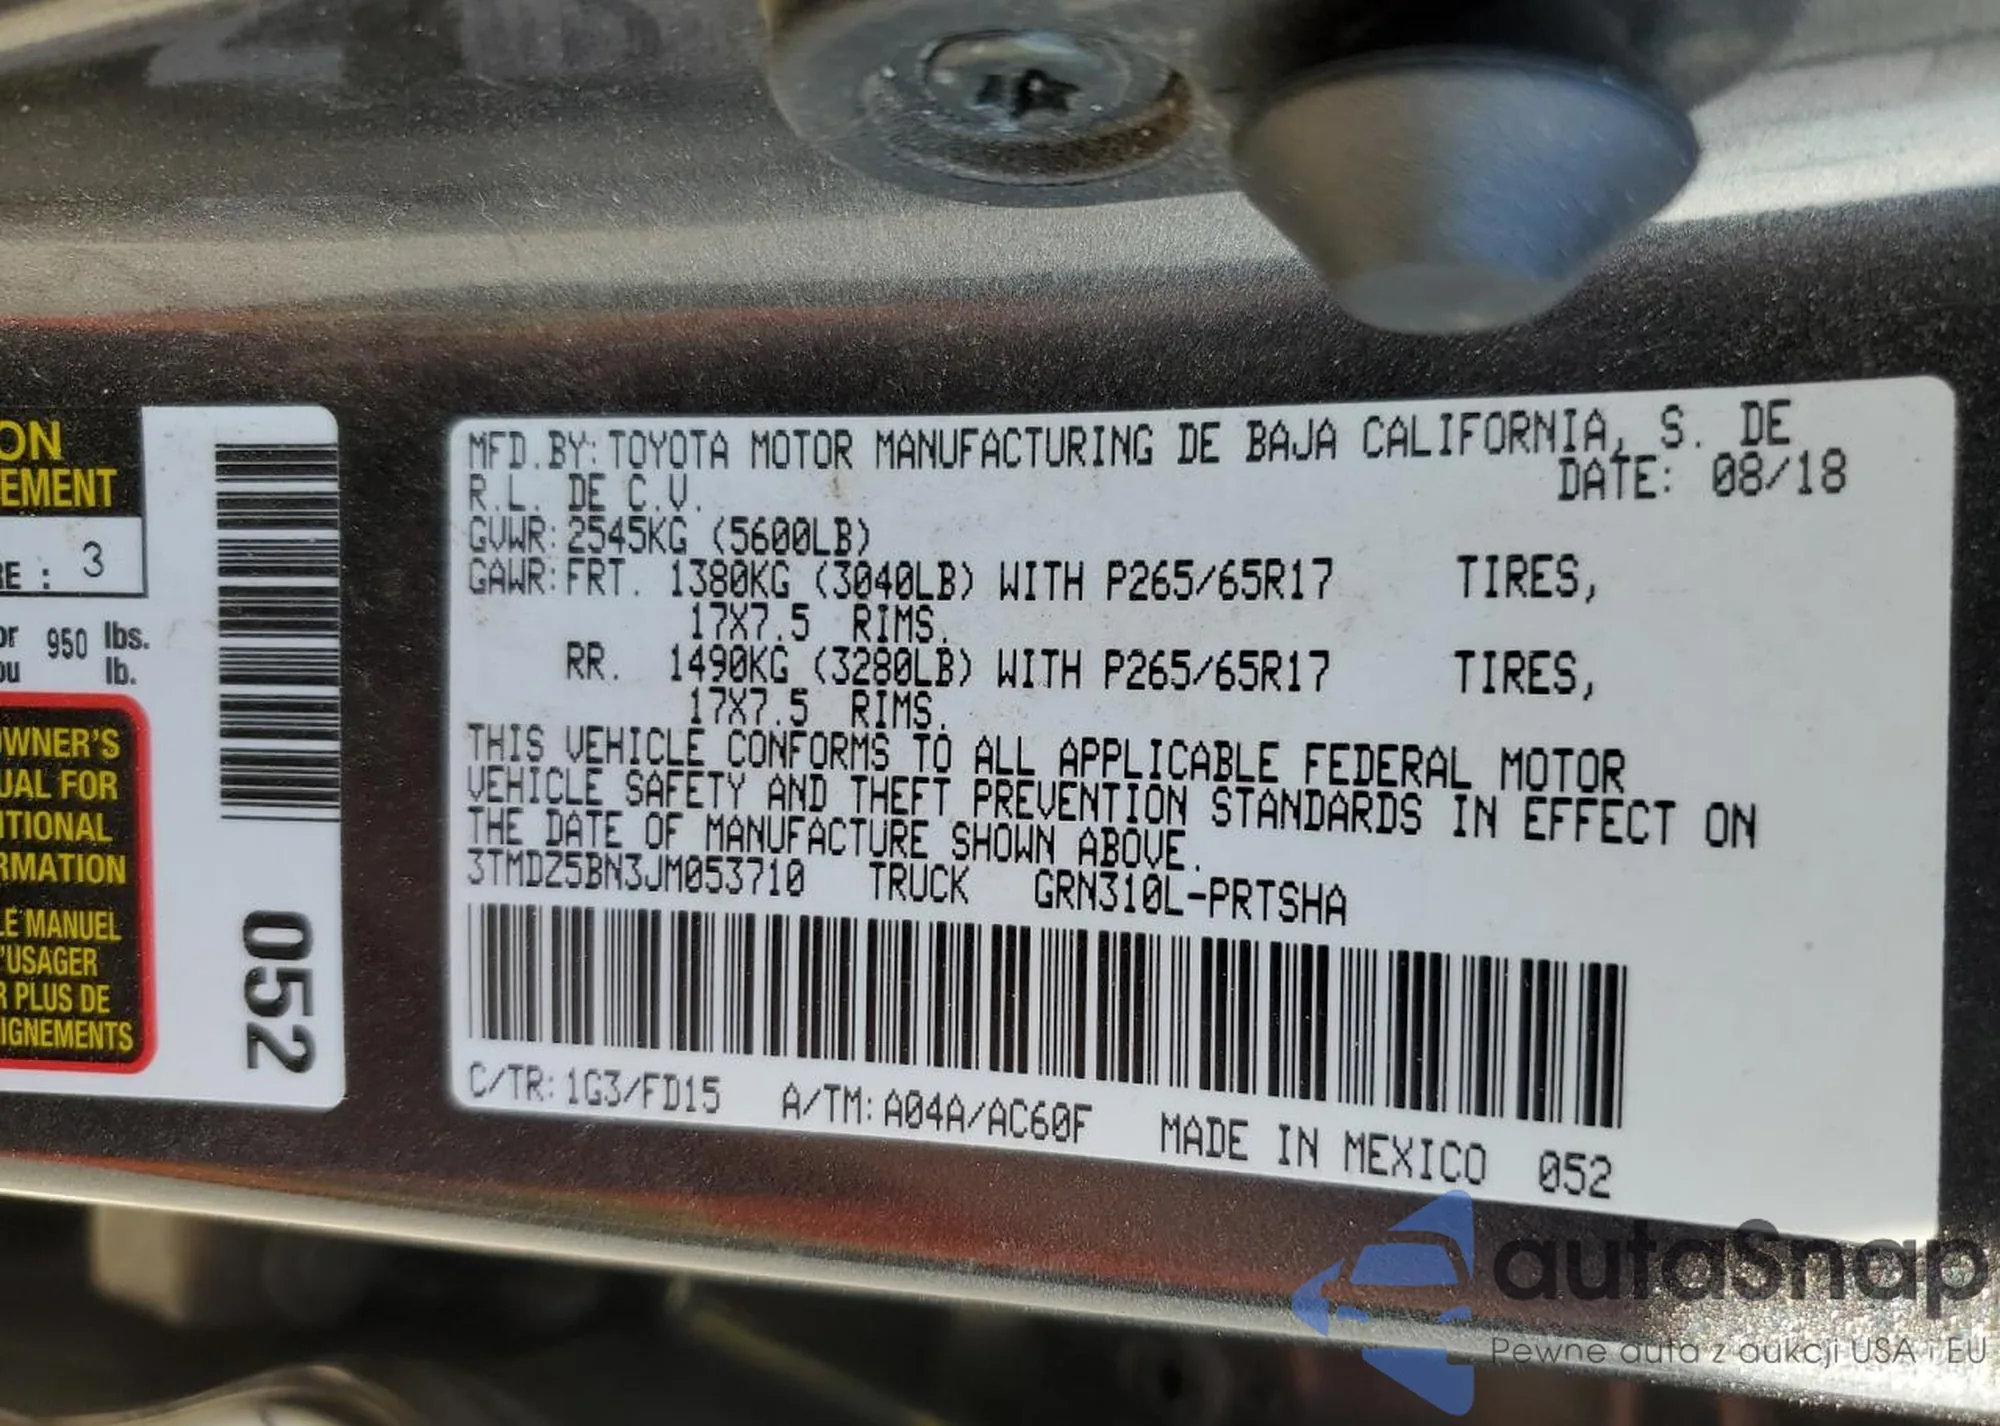 ON
EMENT
RE : 3
or 950 lbs.
ou lb.
OWNER'S
UAL FOR
ITIONAL
RMATION
LE MANUEL
'USAGER
R PLUS DE
IGNEMENTS
052
MFD.BY:TOYOTA MOTOR MANUFACTURING DE BAJA CALIFORNIA, S. DE
R.L. DE C.V. DATE: 08/18
GVWR:2545KG (5600LB)
GAWR:FRT. 1380KG (3040LB) WITH P265/65R17 TIRES,
17X7.5 RIMS.
RR. 1490KG (3280LB) WITH P265/65R17 TIRES,
17X7.5 RIMS.
THIS VEHICLE CONFORMS TO ALL APPLICABLE FEDERAL MOTOR
VEHICLE SAFETY AND THEFT PREVENTION STANDARDS IN EFFECT ON
THE DATE OF MANUFACTURE SHOWN ABOVE.
3TMDZ5BN3JM053710 TRUCK GRN310L-PRTSHA
C/TR:1G3/FD15 A/TM:A04A/AC60F MADE IN MEXICO 052
autaSnap
Pewne auta z aukcji USA i EU